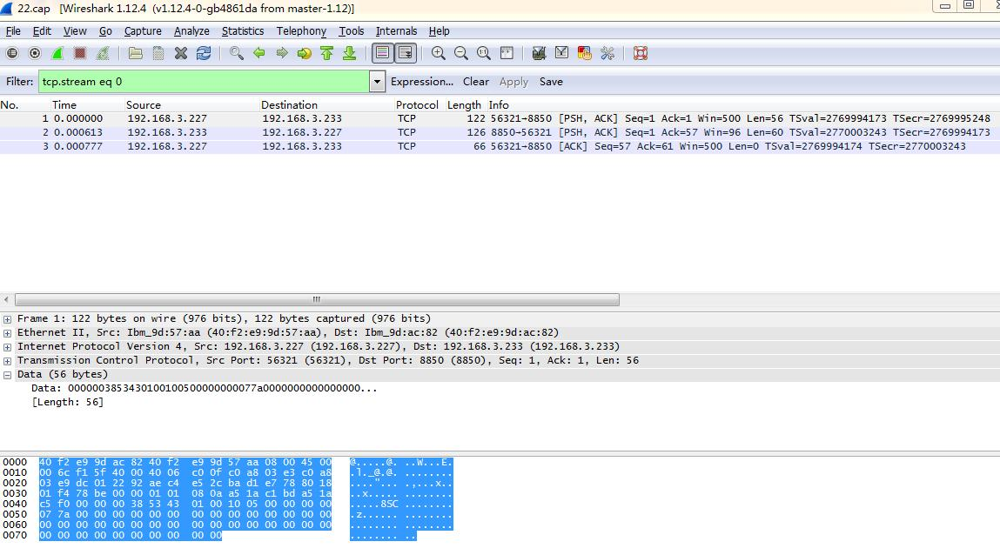 22.cap [Wireshark 1.12.4 (v1.12.4-0-gb4861da from master-1.12)]
File Edit View Go Capture Analyze Statistics Telephony Tools Internals Help
Filter: tcp.stream eq 0 Expression... Clear Apply Save
No. Time Source Destination Protocol Length Info
1 0.000000 192.168.3.227 192.168.3.233 TCP 122 56321→8850 [PSH, ACK] Seq=1 Ack=1 Win=500 Len=56 TSval=2769994173 TSecr=2769995248
2 0.000613 192.168.3.233 192.168.3.227 TCP 126 8850→56321 [PSH, ACK] Seq=1 Ack=57 Win=96 Len=60 TSval=2770003243 TSecr=2769994173
3 0.000777 192.168.3.227 192.168.3.233 TCP 66 56321→8850 [ACK] Seq=57 Ack=61 Win=500 Len=0 TSval=2769994174 TSecr=2770003243
Frame 1: 122 bytes on wire (976 bits), 122 bytes captured (976 bits)
Ethernet II, Src: Ibm_9d:57:aa (40:f2:e9:9d:57:aa), Dst: Ibm_9d:ac:82 (40:f2:e9:9d:ac:82)
Internet Protocol Version 4, Src: 192.168.3.227 (192.168.3.227), Dst: 192.168.3.233 (192.168.3.233)
Transmission Control Protocol, Src Port: 56321 (56321), Dst Port: 8850 (8850), Seq: 1, Ack: 1, Len: 56
Data (56 bytes)
Data: 0000003853430100100500000000077a0000000000000000...
[Length: 56]
0000 40 f2 e9 9d ac 82 40 f2 e9 9d 57 aa 08 00 45 00 @.....@. ..W...E.
0010 00 6c f1 5f 40 00 40 06 c0 0f c0 a8 03 e3 c0 a8 .l._@.@. ........
0020 03 e9 dc 01 22 92 ae c4 e5 2c ba d1 e7 78 80 18 ...."... .,...x..
0030 01 f4 78 be 00 00 01 01 08 0a a5 1a c1 bd a5 1a ..x..... ........
0040 c5 f0 00 00 00 38 53 43 01 00 10 05 00 00 00 00 .....8SC ........
0050 07 7a 00 00 00 00 00 00 00 00 00 00 00 00 00 00 .z...... ........
0060 00 00 00 00 00 00 00 00 00 00 00 00 00 00 00 00 ........ ........
0070 00 00 00 00 00 00 00 00 00 00 ........ ..